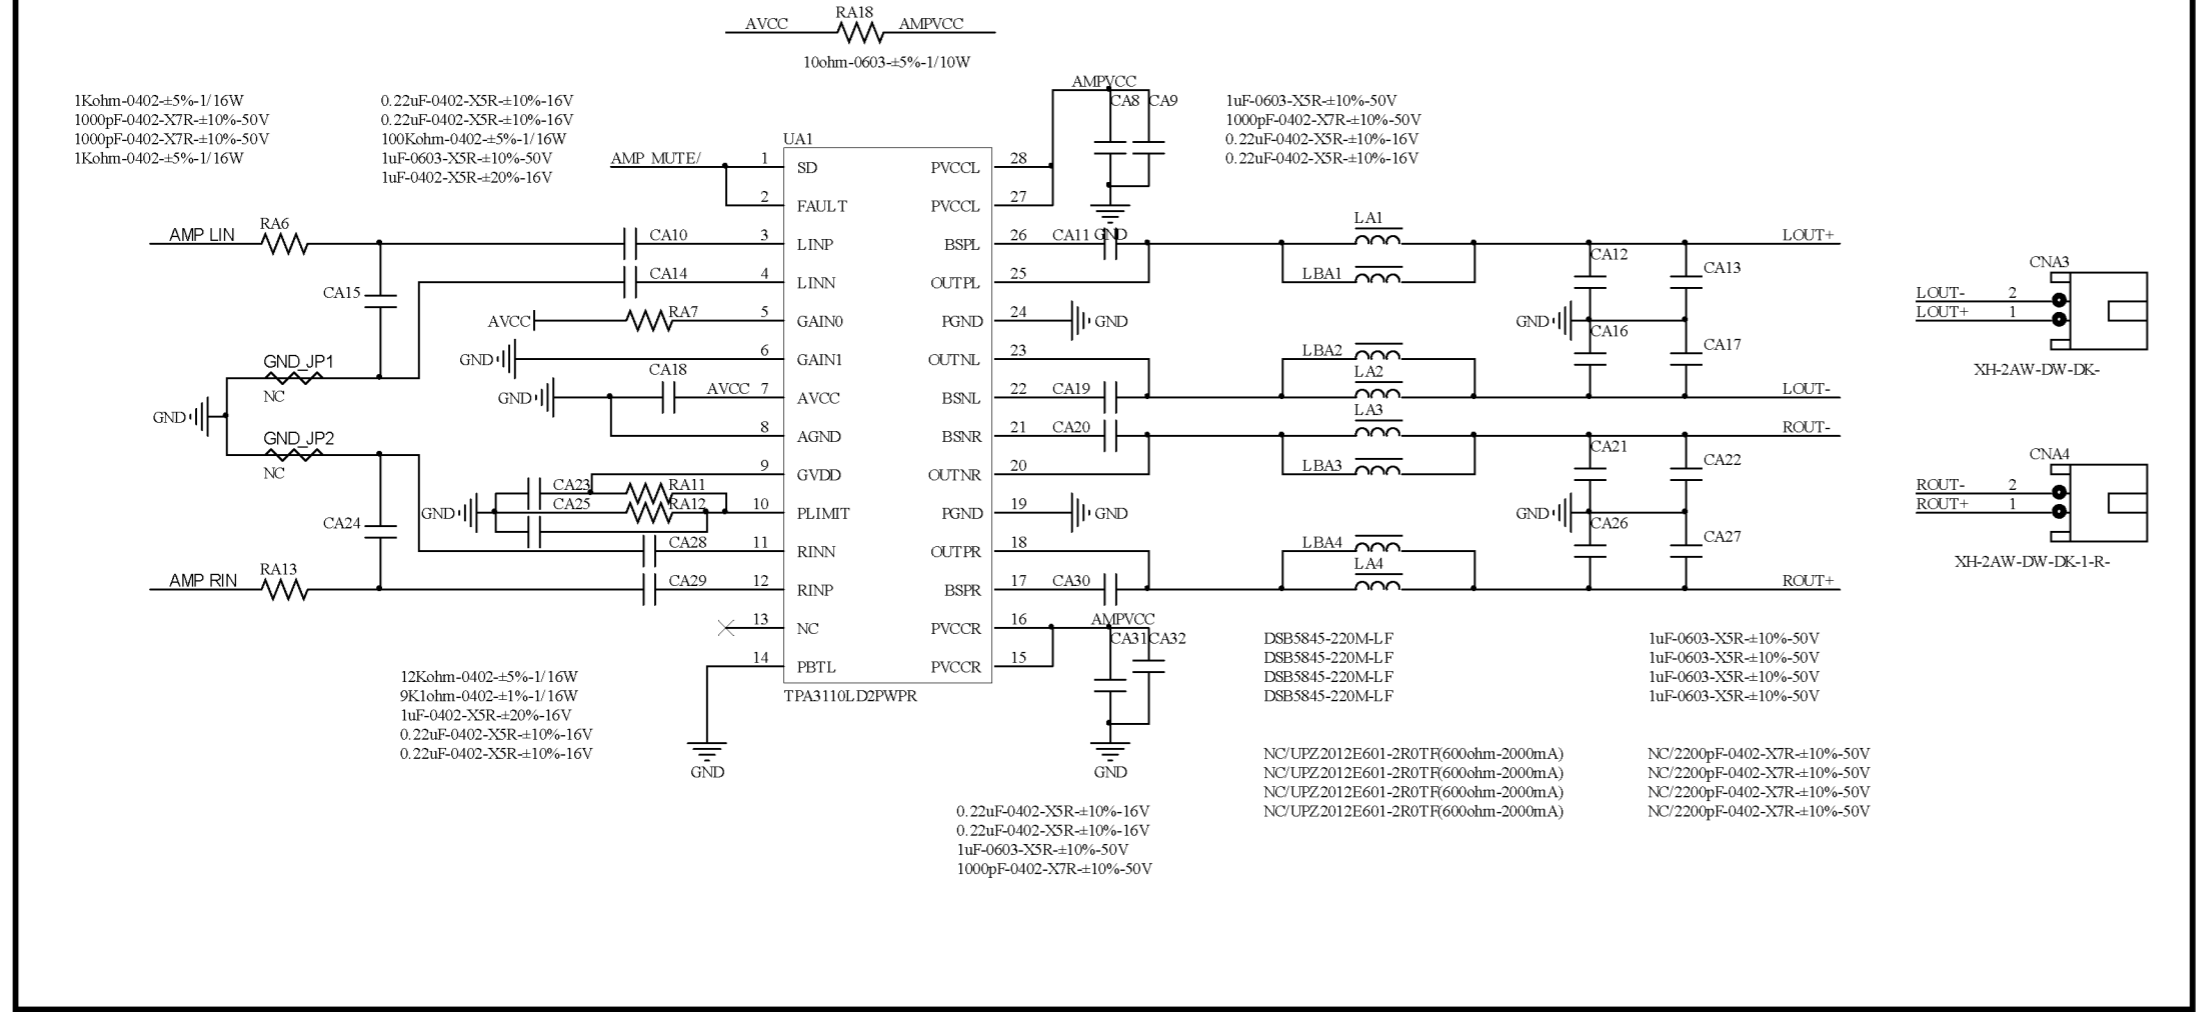 RA18
AVCC AMPVCC
10ohm-0603-±5%-1/10W
1Kohm-0402-±5%-1/16W
1000pF-0402-X7R-±10%-50V
1000pF-0402-X7R-±10%-50V
1Kohm-0402-±5%-1/16W
0.22uF-0402-X5R-±10%-16V
0.22uF-0402-X5R-±10%-16V
100Kohm-0402-±5%-1/16W
1uF-0603-X5R-±10%-50V
1uF-0402-X5R-±20%-16V
AMPVCC
CA8 CA9
1uF-0603-X5R-±10%-50V
1000pF-0402-X7R-±10%-50V
0.22uF-0402-X5R-±10%-16V
0.22uF-0402-X5R-±10%-16V
UA1
AMP MUTE/ 1 SD PVCCL 28
2 FAULT PVCCL 27
GND
AMP LIN RA6 CA10 3 LINP BSPL 26 CA11 LA1 LOUT+
CA14 4 LINN OUTPL 25 LBA1 CA12 CA13
CA15
AVCC RA7 5 GAIN0 PGND 24 GND GND
CA16 CA17
GND 6 GAIN1 OUTNL 23 LBA2
GND_JP1
NC
GND CA18 AVCC 7 AVCC BSNL 22 CA19 LA2 LOUT-
GND
8 AGND BSNR 21 CA20 LA3 ROUT-
GND_JP2
NC
9 GVDD OUTNR 20 LBA3 CA21 CA22
CA23 RA11
GND CA25 RA12 10 PLIMIT PGND 19 GND GND
CA24
CA26 CA27
CA28 11 RINN OUTPR 18 LBA4
AMP RIN RA13 CA29 12 RINP BSPR 17 CA30 LA4 ROUT+
13 NC PVCCR 16 AMPVCC
CA31 CA32
14 PBTL PVCCR 15
TPA3110LD2PWPR
GND
GND
CNA3
LOUT- 2
LOUT+ 1
XH-2AW-DW-DK-
CNA4
ROUT- 2
ROUT+ 1
XH-2AW-DW-DK-1-R-
12Kohm-0402-±5%-1/16W
9K1ohm-0402-±1%-1/16W
1uF-0402-X5R-±20%-16V
0.22uF-0402-X5R-±10%-16V
0.22uF-0402-X5R-±10%-16V
0.22uF-0402-X5R-±10%-16V
0.22uF-0402-X5R-±10%-16V
1uF-0603-X5R-±10%-50V
1000pF-0402-X7R-±10%-50V
DSB5845-220M-LF
DSB5845-220M-LF
DSB5845-220M-LF
DSB5845-220M-LF
1uF-0603-X5R-±10%-50V
1uF-0603-X5R-±10%-50V
1uF-0603-X5R-±10%-50V
1uF-0603-X5R-±10%-50V
NC/UPZ2012E601-2R0TF(600ohm-2000mA)
NC/UPZ2012E601-2R0TF(600ohm-2000mA)
NC/UPZ2012E601-2R0TF(600ohm-2000mA)
NC/UPZ2012E601-2R0TF(600ohm-2000mA)
NC/2200pF-0402-X7R-±10%-50V
NC/2200pF-0402-X7R-±10%-50V
NC/2200pF-0402-X7R-±10%-50V
NC/2200pF-0402-X7R-±10%-50V